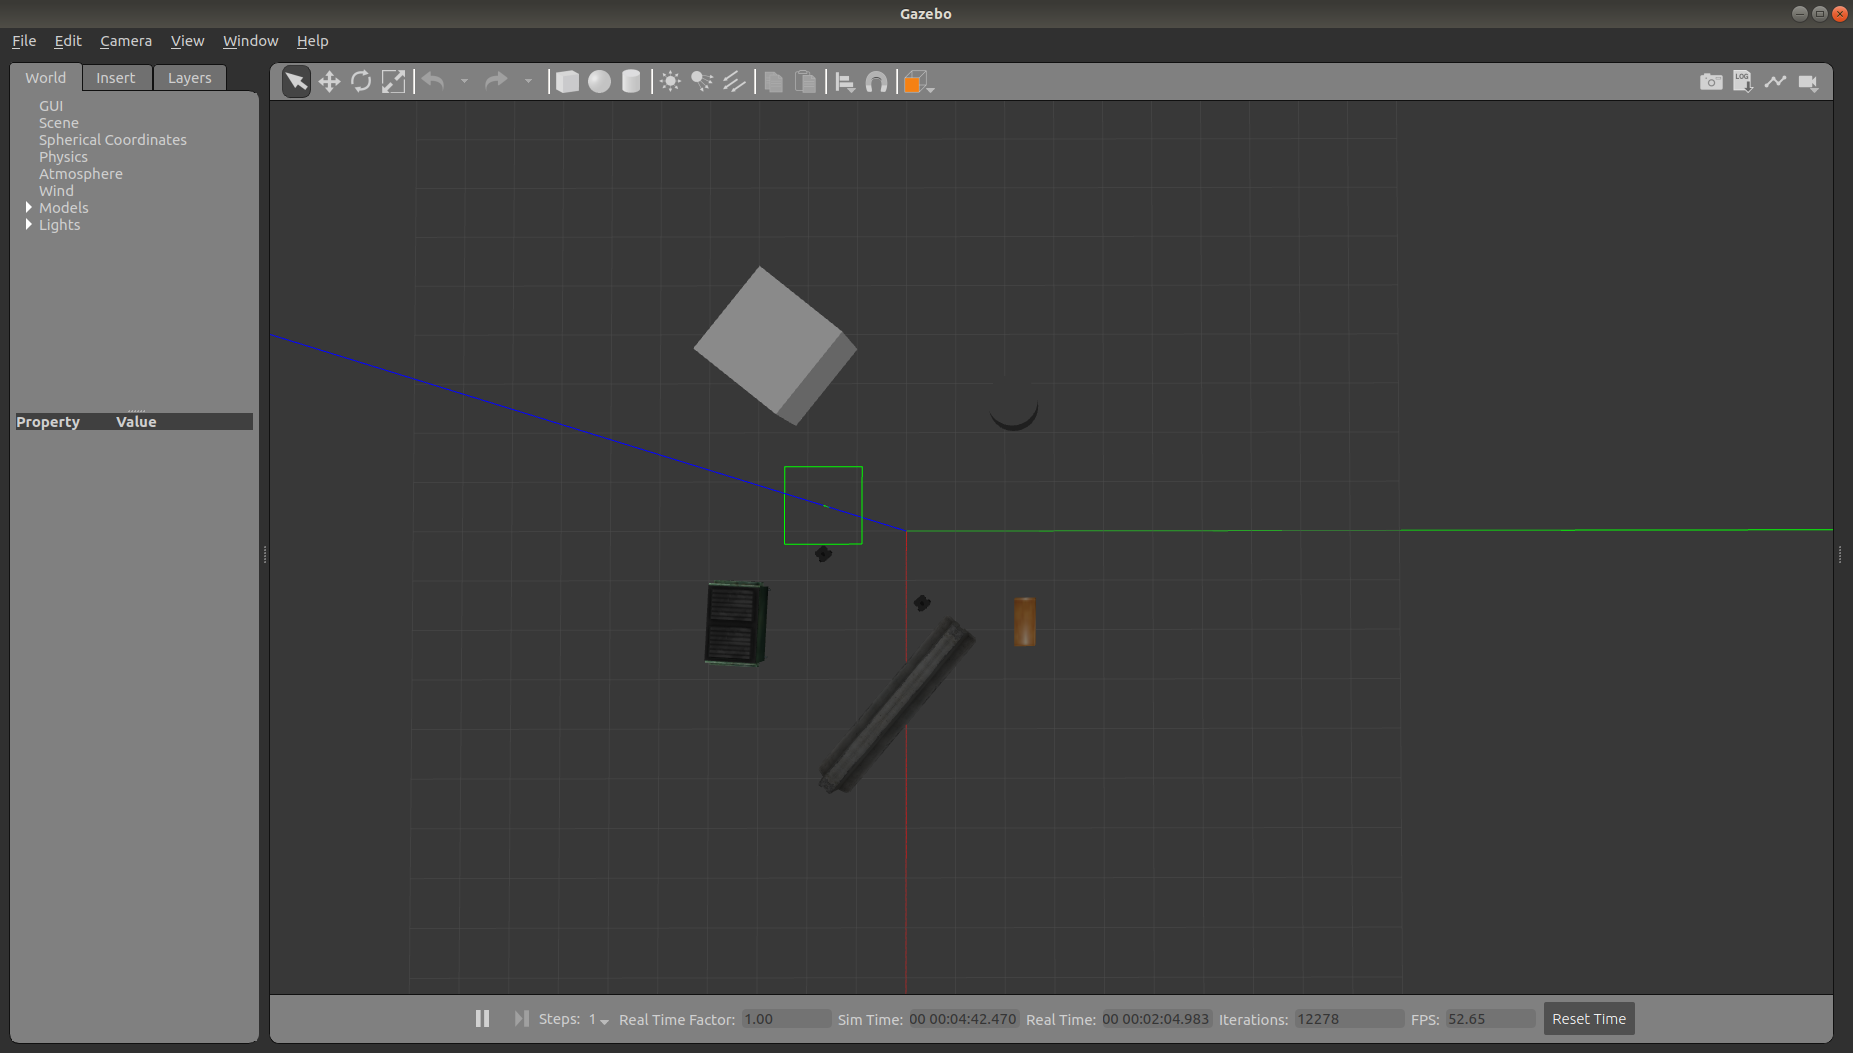 Gazebo
File Edit Camera View Window Help
World Insert Layers
LOG
GUI
Scene
Spherical Coordinates
Physics
Atmosphere
Wind
Models
Lights
Property Value
Steps: 1 Real Time Factor: 1.00 Sim Time: 00 00:04:42.470 Real Time: 00 00:02:04.983 Iterations: 12278 FPS: 52.65 Reset Time